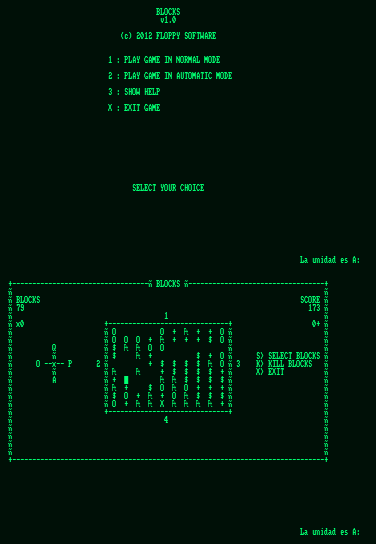 BLOCKS
v1.0
(c) 2012 FLOPPY SOFTWARE
1 : PLAY GAME IN NORMAL MODE
2 : PLAY GAME IN AUTOMATIC MODE
3 : SHOW HELP
X : EXIT GAME
SELECT YOUR CHOICE
La unidad es A:
BLOCKS
BLOCKS SCORE
79 173
x0 0+
1
Q
O --x-- P
A
2
3
4
S> SELECT BLOCKS
K> KILL BLOCKS
X> EXIT
La unidad es A: